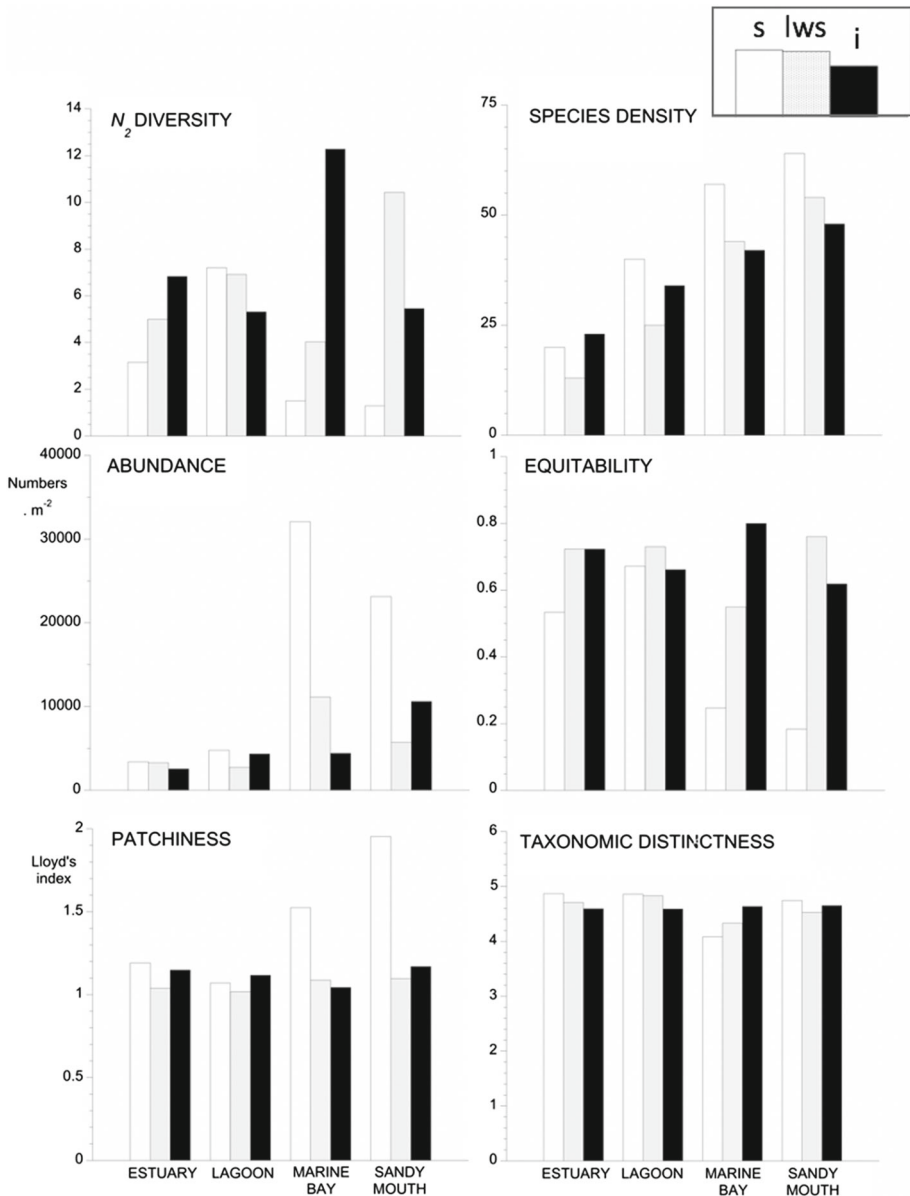 s lws i
N2 DIVERSITY
14
12
10
8
6
4
2
0
SPECIES DENSITY
75
50
25
0
ABUNDANCE
Numbers
. m-2
40000
30000
20000
10000
0
EQUITABILITY
1
0.8
0.6
0.4
0.2
0
PATCHINESS
Lloyd's
index
2
1.5
1
0.5
0
ESTUARY LAGOON MARINE BAY SANDY MOUTH
TAXONOMIC DISTINCTNESS
6
5
4
3
2
1
0
ESTUARY LAGOON MARINE BAY SANDY MOUTH